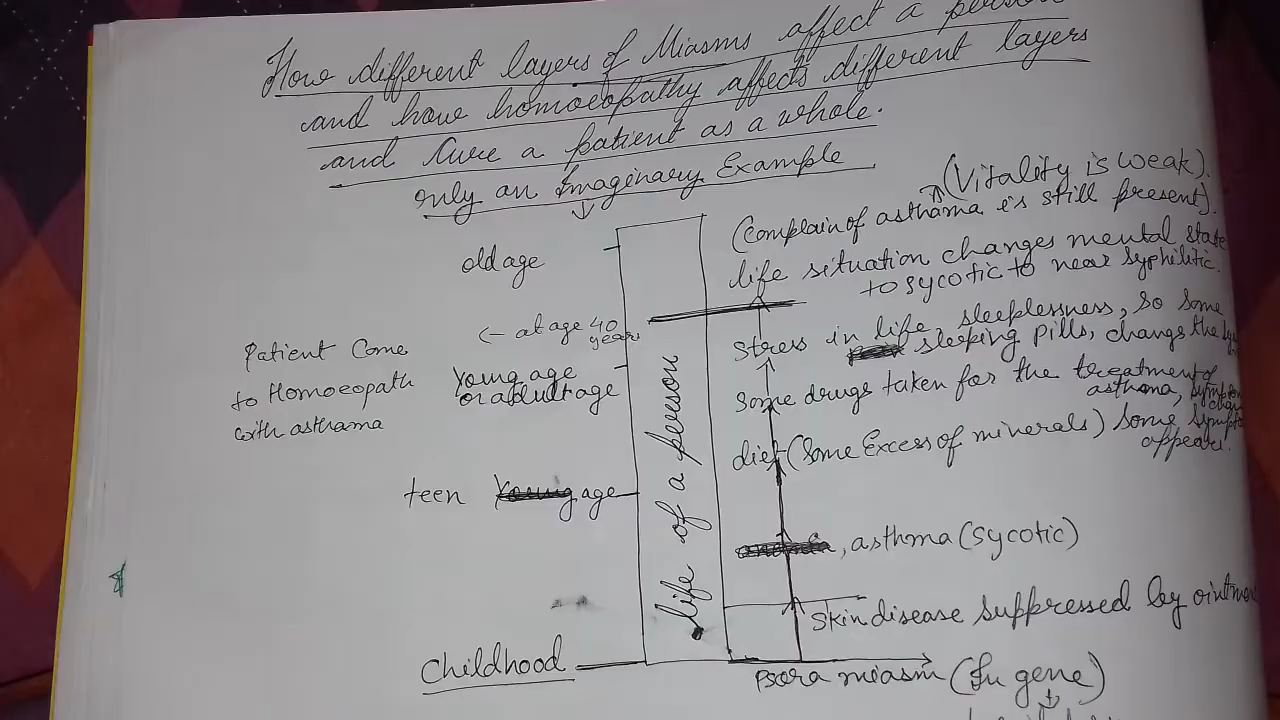 How different layers of Miasms affect a person
and how homoeopathy affects different layers
and Cure a patient as a whole.
only an Imaginary Example
(Vitality is weak).
(Complain of asthama is still present).
old age
life situation changes mental state
to sycotic to near syphilitic.
<- at age 40
years
Stress in life, sleeplessness, so some
sleeping pills, change the
Patient Come
to Homoeopath
with asthama
Young age
or adult age
Some drugs taken for the treatment of
asthma,
diet (Some Excess of minerals) Some
appears.
teen age
life of a person
, asthma (sycotic)
Skin disease suppressed by
Childhood
Psora miasm (In gene)